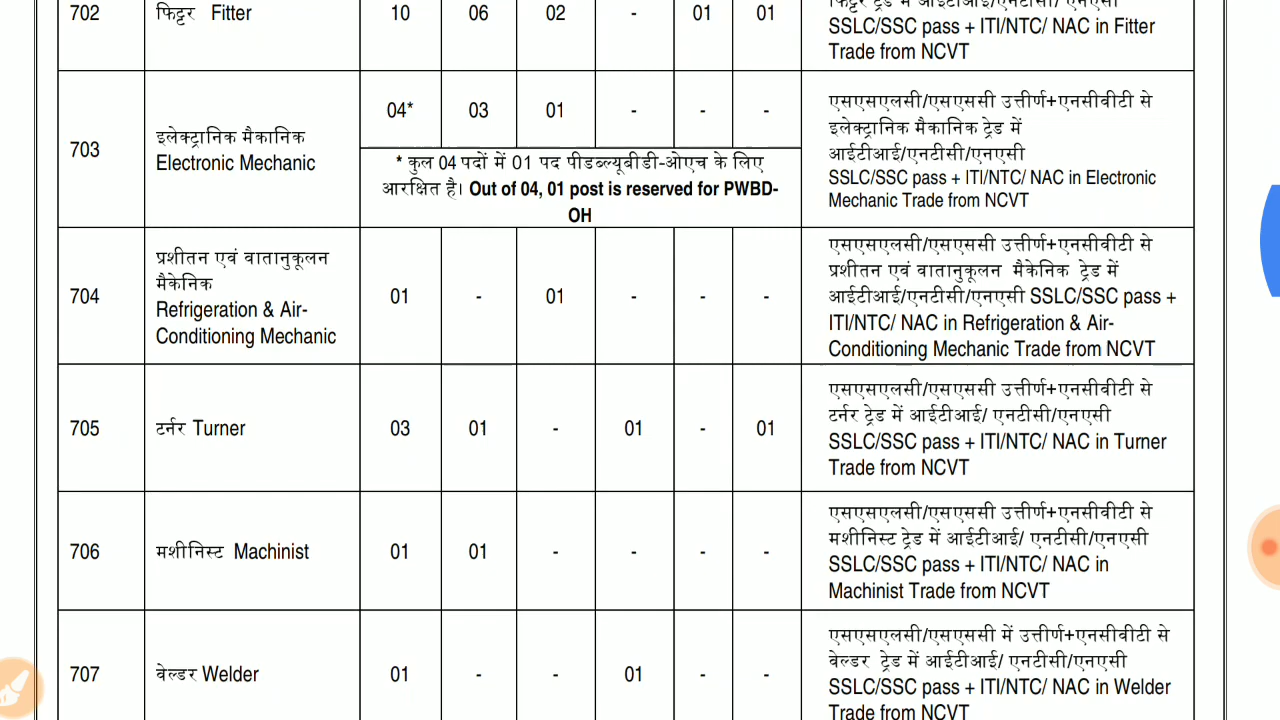 फिट्टर ट्रेड में आईटीआई/एनटीसी/ एनएसी
702 फिट्टर Fitter 10 06 02 - 01 01 SSLC/SSC pass + ITI/NTC/ NAC in Fitter
Trade from NCVT
703 इलेक्ट्रानिक मैकानिक
Electronic Mechanic
04* 03 01 - - -
* कुल 04 पदों में 01 पद पीडब्ल्यूबीडी-ओएच के लिए
आरक्षित है। Out of 04, 01 post is reserved for PWBD-
OH
एसएसएलसी/एसएससी उत्तीर्ण+एनसीवीटी से
इलेक्ट्रानिक मैकानिक ट्रेड में
आईटीआई/एनटीसी/एनएसी
SSLC/SSC pass + ITI/NTC/ NAC in Electronic
Mechanic Trade from NCVT
704 प्रशीतन एवं वातानुकूलन
मैकेनिक
Refrigeration & Air-
Conditioning Mechanic
01 - 01 - - -
एसएसएलसी/एसएससी उत्तीर्ण+एनसीवीटी से
प्रशीतन एवं वातानुकूलन मैकेनिक ट्रेड में
आईटीआई/एनटीसी/एनएसी SSLC/SSC pass +
ITI/NTC/ NAC in Refrigeration & Air-
Conditioning Mechanic Trade from NCVT
705 टर्नर Turner 03 01 - 01 - 01
एसएसएलसी/एसएससी उत्तीर्ण+एनसीवीटी से
टर्नर ट्रेड में आईटीआई/ एनटीसी/एनएसी
SSLC/SSC pass + ITI/NTC/ NAC in Turner
Trade from NCVT
706 मशीनिस्ट Machinist 01 01 - - - -
एसएसएलसी/एसएससी उत्तीर्ण+एनसीवीटी से
मशीनिस्ट ट्रेड में आईटीआई/ एनटीसी/एनएसी
SSLC/SSC pass + ITI/NTC/ NAC in
Machinist Trade from NCVT
707 वेल्डर Welder 01 - - 01 - -
एसएसएलसी/एसएससी में उत्तीर्ण+एनसीवीटी से
वेल्डर ट्रेड में आईटीआई/ एनटीसी/एनएसी
SSLC/SSC pass + ITI/NTC/ NAC in Welder
Trade from NCVT